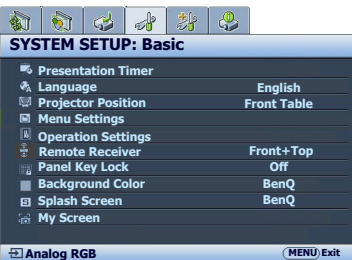 SYSTEM SETUP: Basic
Presentation Timer
Language English
Projector Position Front Table
Menu Settings
Operation Settings
Remote Receiver Front+Top
Panel Key Lock Off
Background Color BenQ
Splash Screen BenQ
My Screen
Analog RGB MENU Exit